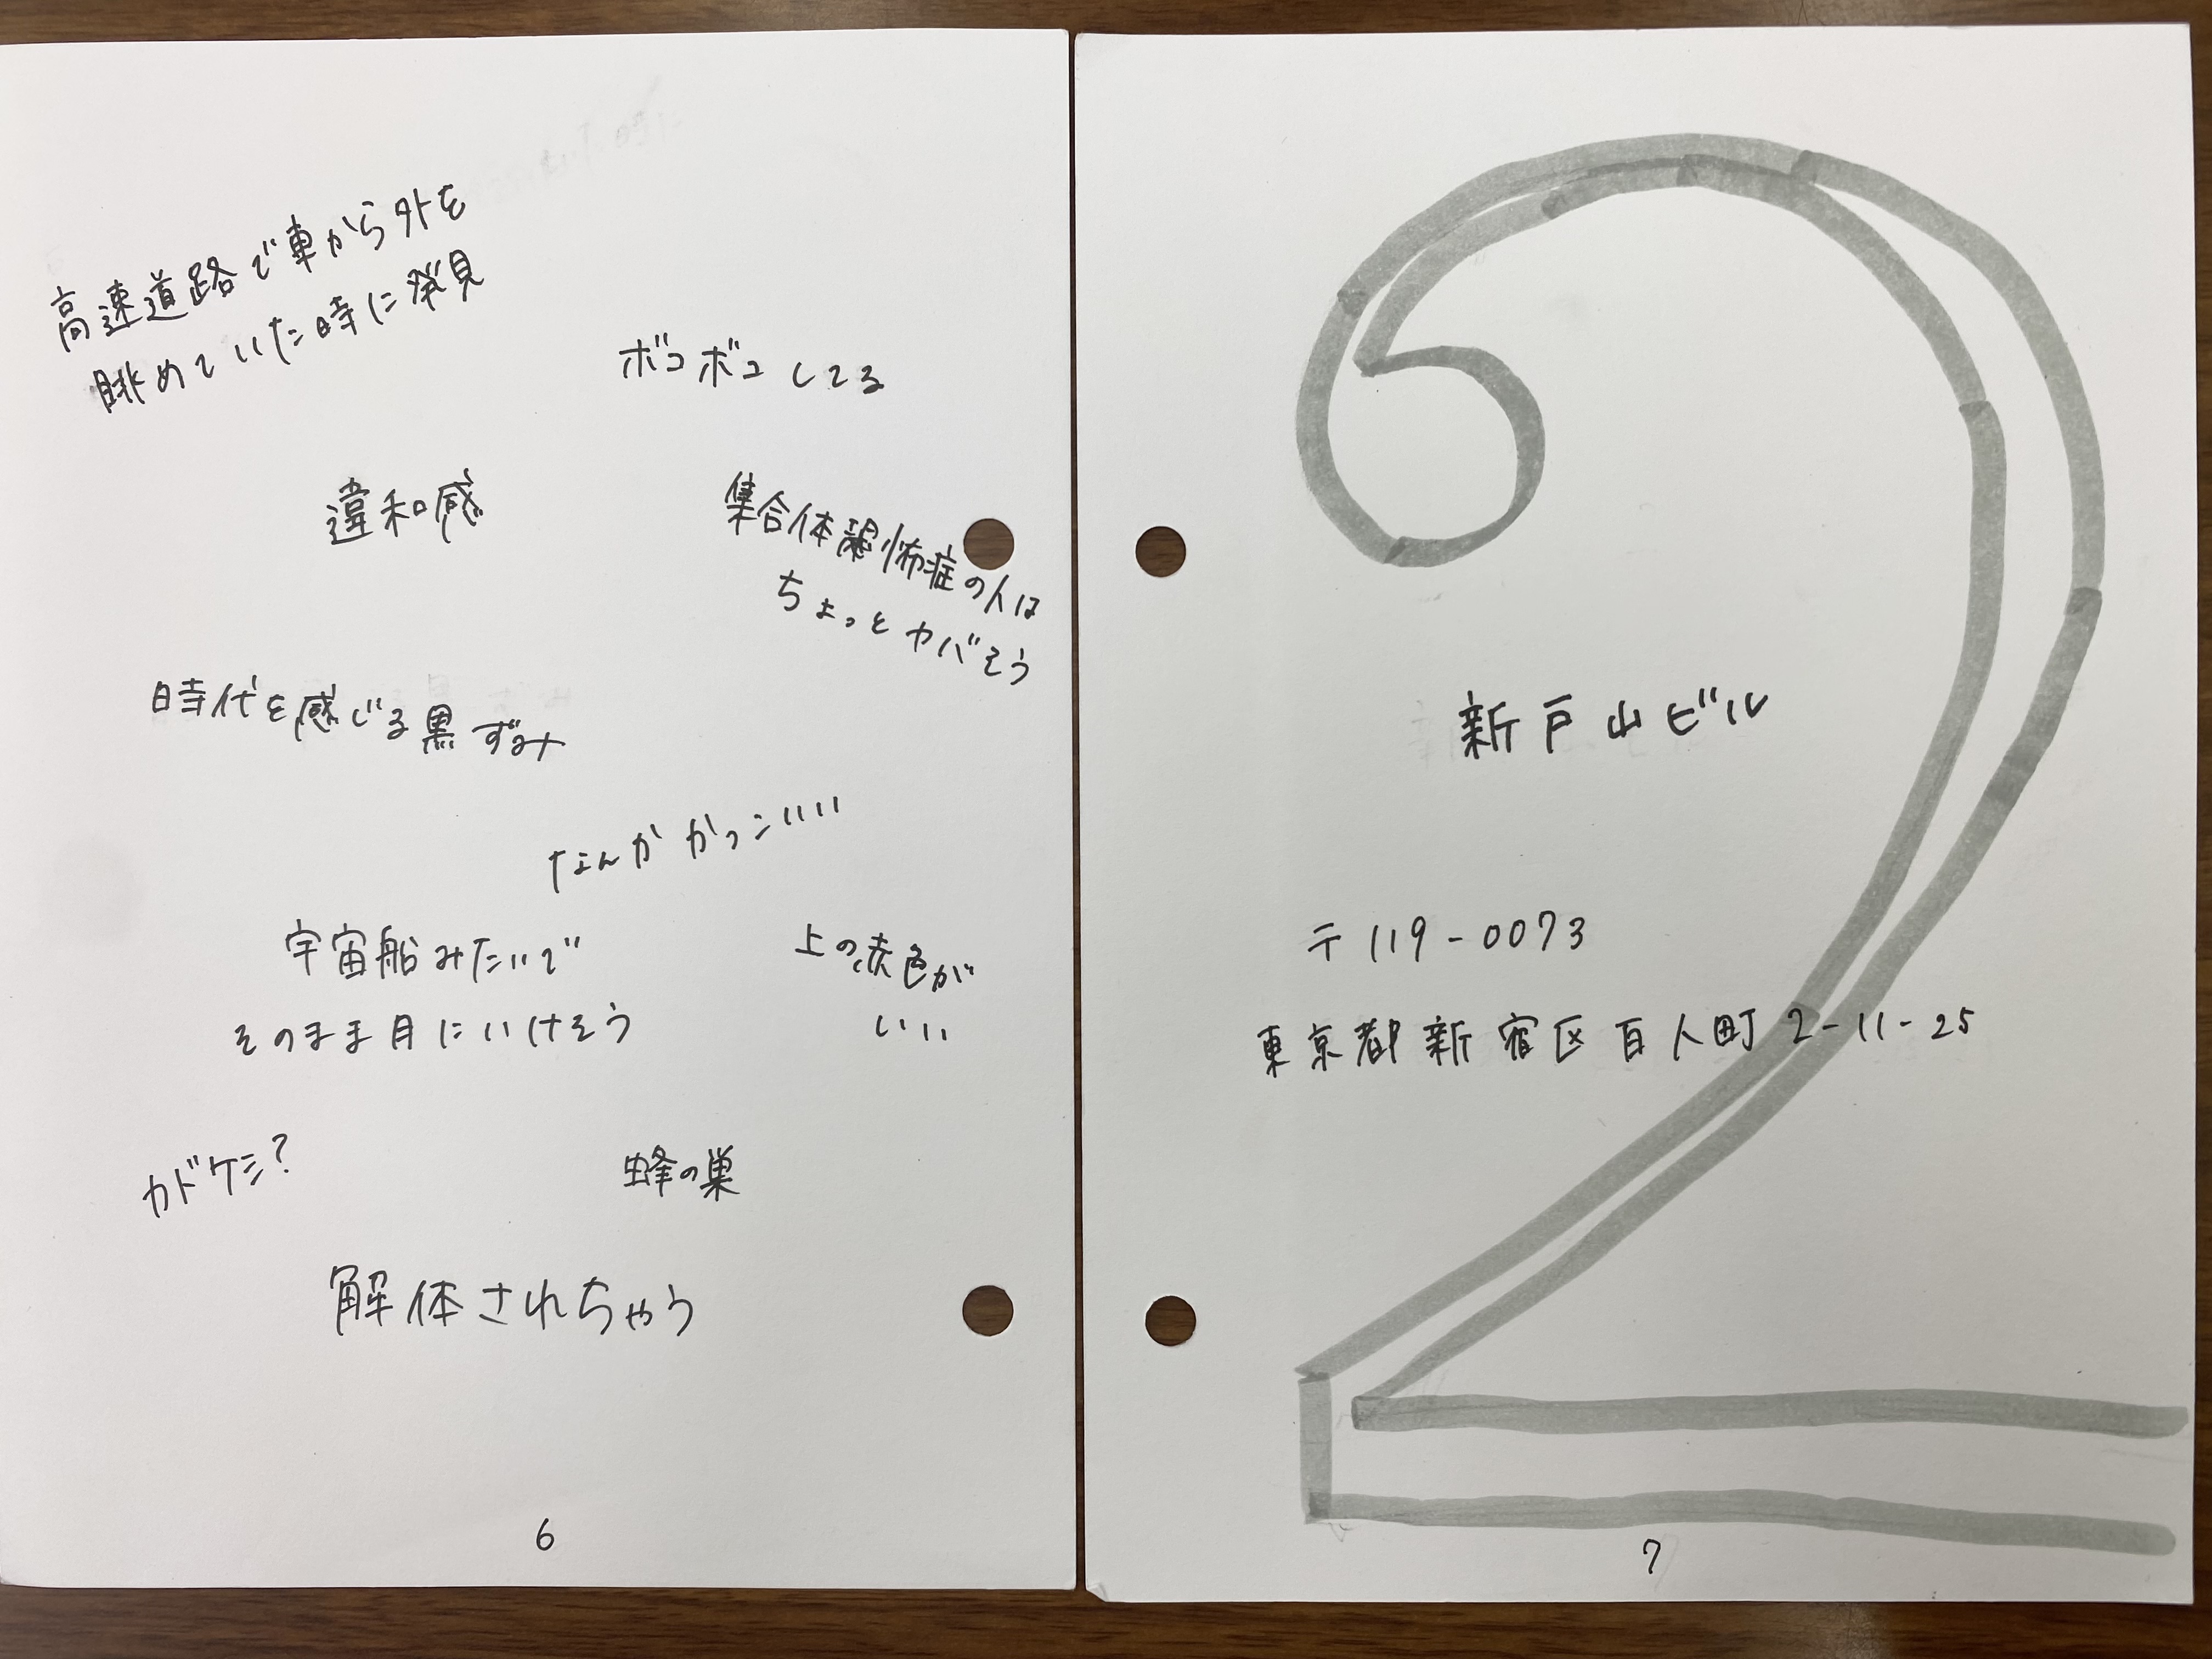 高速道路で車から外を
眺めていた時に発見
ボコボコしてる
違和感
集合体恐怖症の人は
ちょっとヤバそう
時代を感じる黒ずみ
なんかかっこいい
宇宙船みたいで
そのまま月にいけそう
上の赤色が
いい
カドケシ?
蜂の巣
解体されちゃう
6
2
新戸山ビル
〒119-0073
東京都新宿区百人町2-11-25
7